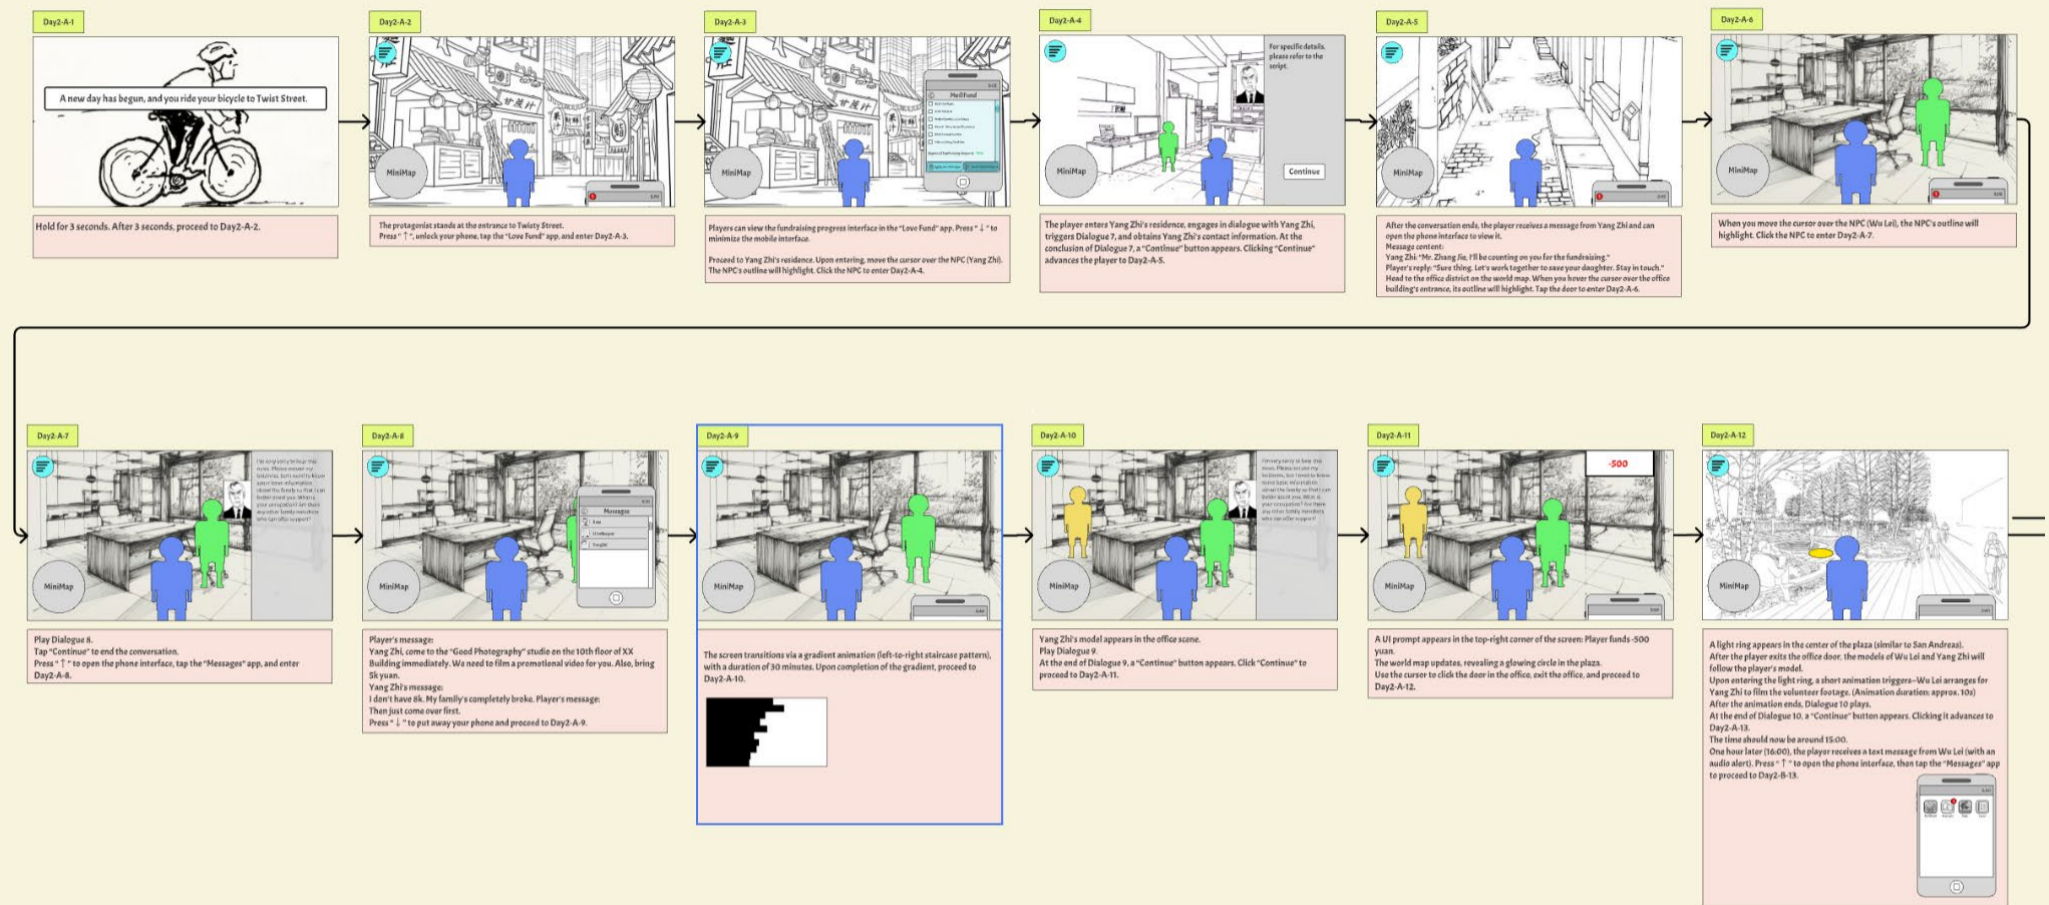 Day2-A-1
Day2-A-2
Day2-A-3
Day2-A-4
Day2-A-5
Day2-A-6
A new day has begun, and you ride your bicycle to Twist Street.
MiniMap
甘蔗汁
MiniMap
甘蔗汁
Medi Fund
MiniMap
For specific details,
please refer to the
script.
Continue
MiniMap
MiniMap
Hold for 3 seconds. After 3 seconds, proceed to Day2-A-2.
The protagonist stands at the entrance to Twisty Street.
Press "↑", unlock your phone, tap the "Love Fund" app, and enter Day2-A-3.
Players can view the fundraising progress interface in the "Love Fund" app. Press "↓" to
minimize the mobile interface.
Proceed to Yang Zhi's residence. Upon entering, move the cursor over the NPC (Yang Zhi).
The NPC's outline will highlight. Click the NPC to enter Day2-A-4.
The player enters Yang Zhi's residence, engages in dialogue with Yang Zhi,
triggers Dialogue 7, and obtains Yang Zhi's contact information. At the
conclusion of Dialogue 7, a "Continue" button appears. Clicking "Continue"
advances the player to Day2-A-5.
After the conversation ends, the player receives a message from Yang Zhi and can
open the phone interface to view it.
Message content:
Yang Zhi: "Mr. Zhang Jie, I'll be counting on you for the fundraising."
Player's reply: "Sure thing. Let's work together to save your daughter. Stay in touch."
Head to the office district on the world map. When you hover the cursor over the office
building's entrance, its outline will highlight. Tap the door to enter Day2-A-6.
When you move the cursor over the NPC (Wu Lei), the NPC's outline will
highlight. Click the NPC to enter Day2-A-7.
Day2-A-7
Day2-A-8
Day2-A-9
Day2-A-10
Day2-A-11
Day2-A-12
MiniMap
MiniMap
Messages
MiniMap
MiniMap
MiniMap
-500
MiniMap
Play Dialogue 8.
Tap "Continue" to end the conversation.
Press "↑" to open the phone interface, tap the "Messages" app, and enter
Day2-A-8.
Player's message:
Yang Zhi, come to the "Good Photography" studio on the 10th floor of XX
Building immediately. We need to film a promotional video for you. Also, bring
5k yuan.
Yang Zhi's message:
I don't have 8k. My family's completely broke. Player's message:
Then just come over first.
Press "↓" to put away your phone and proceed to Day2-A-9.
The screen transitions via a gradient animation (left-to-right staircase pattern),
with a duration of 30 minutes. Upon completion of the gradient, proceed to
Day2-A-10.
Yang Zhi's model appears in the office scene.
Play Dialogue 9.
At the end of Dialogue 9, a "Continue" button appears. Click "Continue" to
proceed to Day2-A-11.
A UI prompt appears in the top-right corner of the screen: Player funds -500
yuan.
The world map updates, revealing a glowing circle in the plaza.
Use the cursor to click the door in the office, exit the office, and proceed to
Day2-A-12.
A light ring appears in the center of the plaza (similar to San Andreas).
After the player exits the office door, the models of Wu Lei and Yang Zhi will
follow the player's model.
Upon entering the light ring, a short animation triggers—Wu Lei arranges for
Yang Zhi to film the volunteer footage. (Animation duration: approx. 10s)
After the animation ends, Dialogue 10 plays.
At the end of Dialogue 10, a "Continue" button appears. Clicking it advances to
Day2-A-13.
The time should now be around 15:00.
One hour later (16:00), the player receives a text message from Wu Lei (with an
audio alert). Press "↑" to open the phone interface, then tap the "Messages" app
to proceed to Day2-B-13.